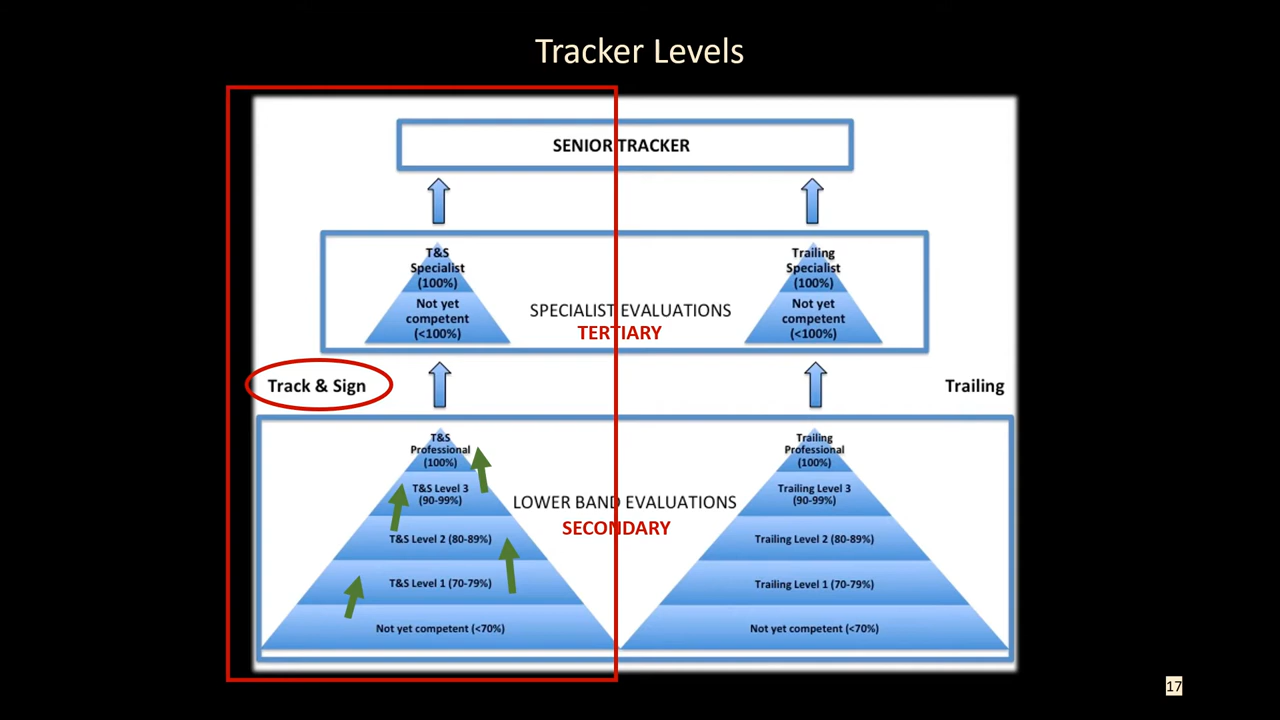 Tracker Levels
SENIOR TRACKER
T&S
Specialist
(100%)
Not yet
competent
(<100%)
SPECIALIST EVALUATIONS
TERTIARY
Trailing
Specialist
(100%)
Not yet
competent
(<100%)
Track & Sign
Trailing
T&S
Professional
(100%)
T&S Level 3
(90-99%)
T&S Level 2 (80-89%)
T&S Level 1 (70-79%)
Not yet competent (<70%)
LOWER BAND EVALUATIONS
SECONDARY
Trailing
Professional
(100%)
Trailing Level 3
(90-99%)
Trailing Level 2 (80-89%)
Trailing Level 1 (70-79%)
Not yet competent (<70%)
17